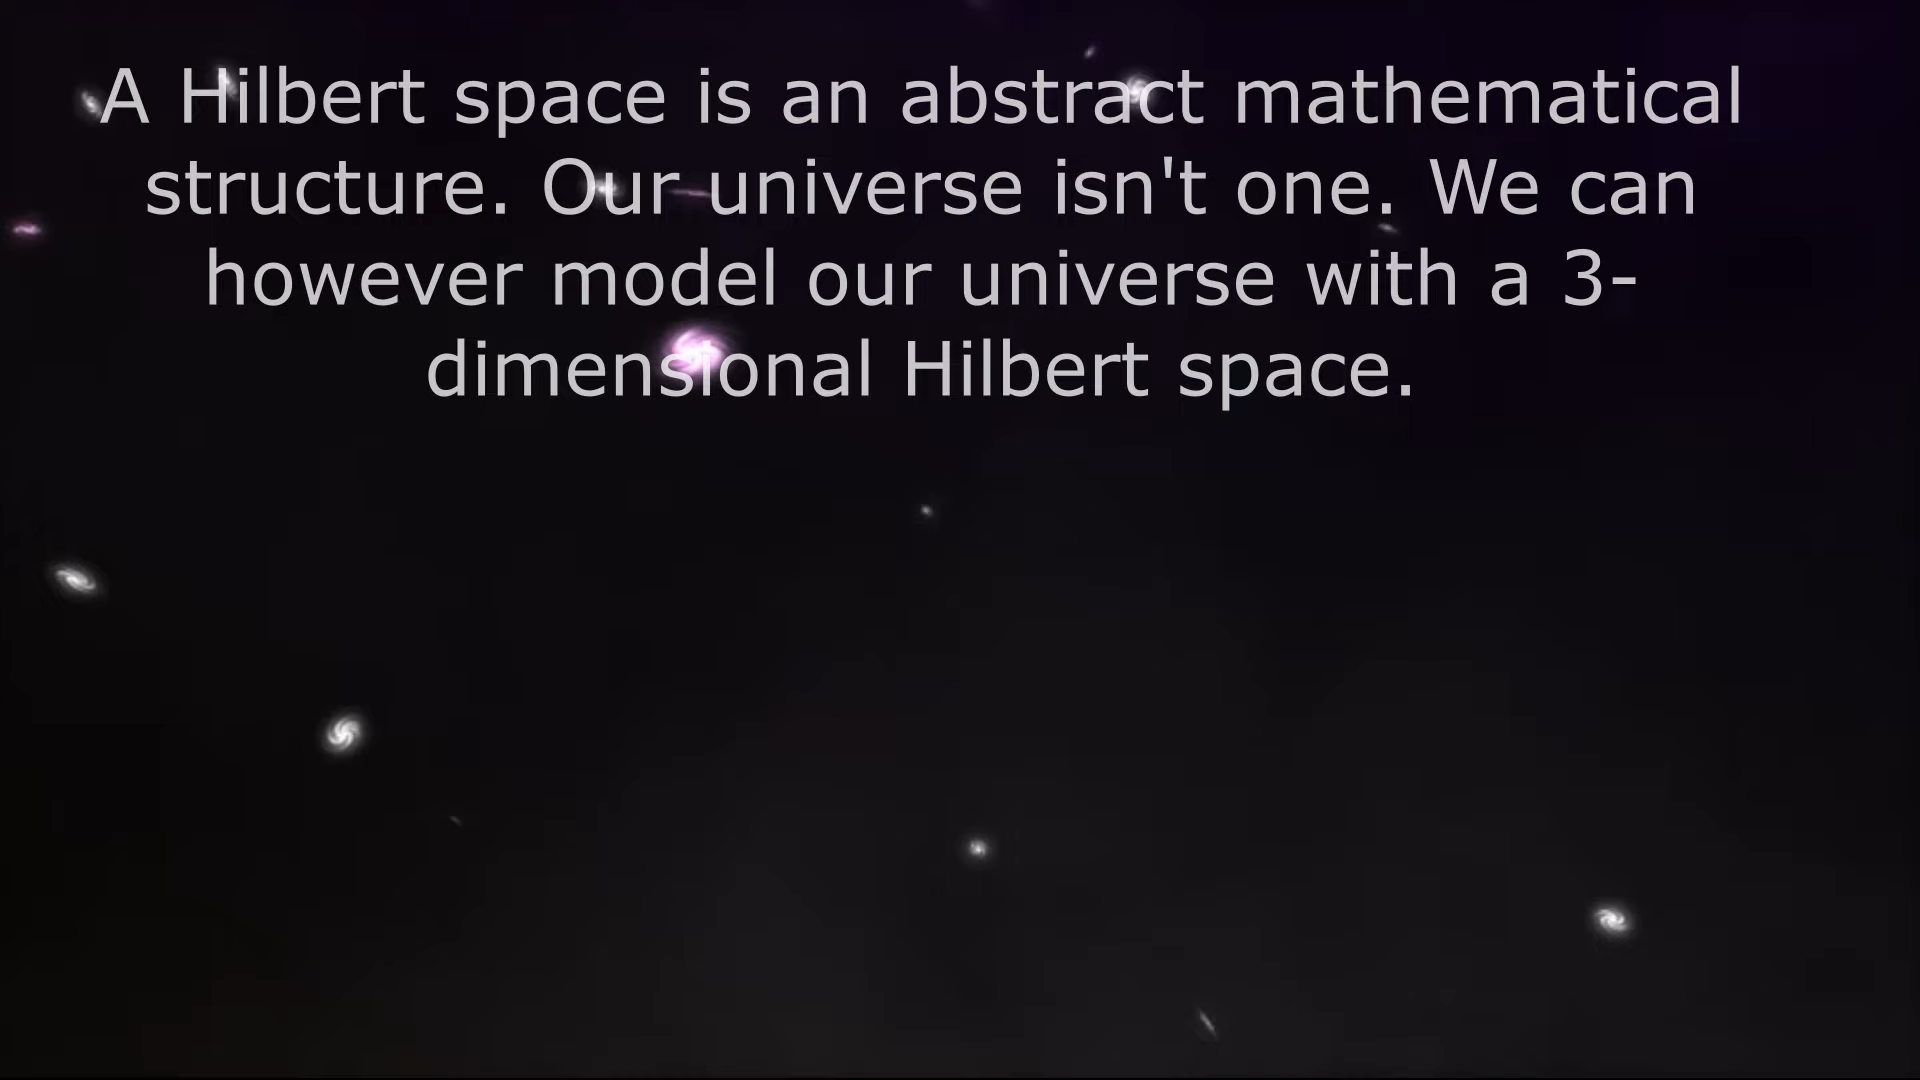 A Hilbert space is an abstract mathematical
structure. Our universe isn't one. We can
however model our universe with a 3-
dimensional Hilbert space.